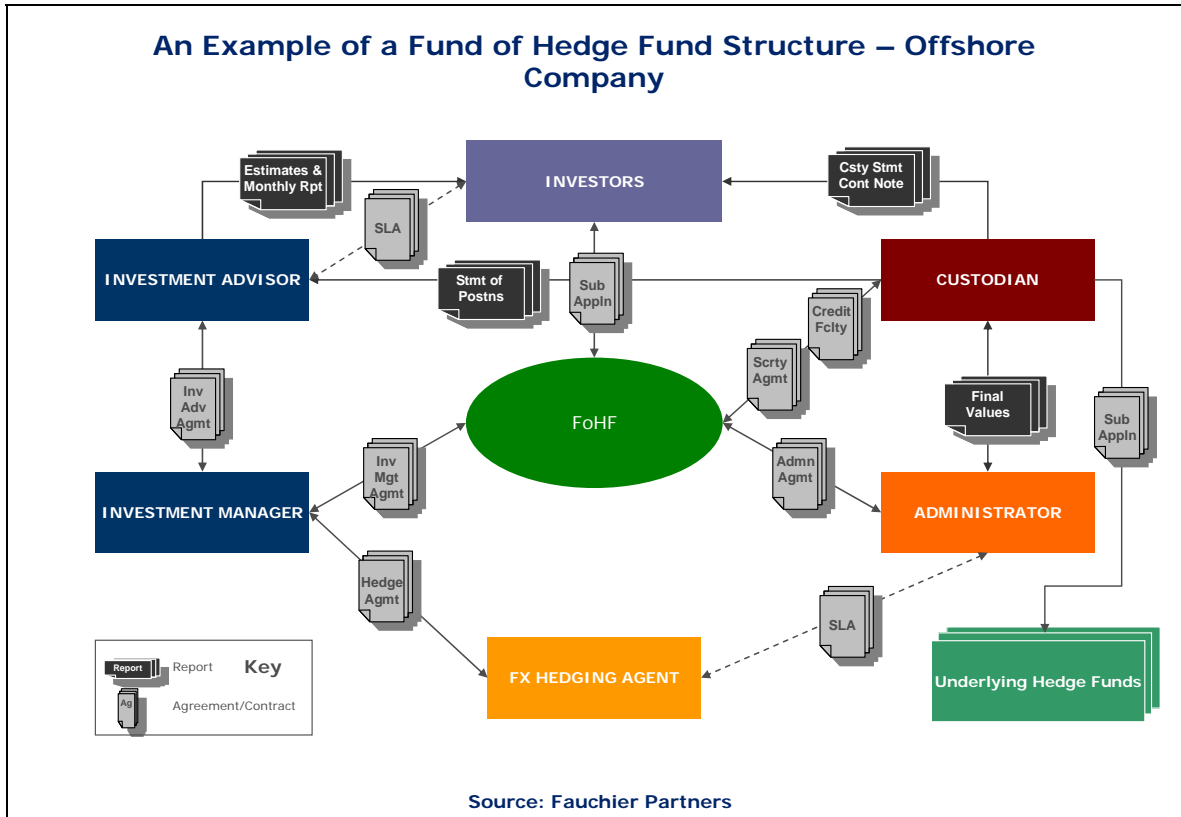 An Example of a Fund of Hedge Fund Structure – Offshore
Company
Estimates &
Monthly Rpt
INVESTORS
Csty Stmt
Cont Note
SLA
INVESTMENT ADVISOR
Stmt of
Postns
Sub
Appln
CUSTODIAN
Credit
Fclty
Scrty
Agmt
Inv
Adv
Agmt
FoHF
Final
Values
Sub
Appln
Inv
Mgt
Agmt
Admn
Agmt
INVESTMENT MANAGER
ADMINISTRATOR
Hedge
Agmt
SLA
Report
Report
Key
Ag
Agreement/Contract
FX HEDGING AGENT
Underlying Hedge Funds
Source: Fauchier Partners